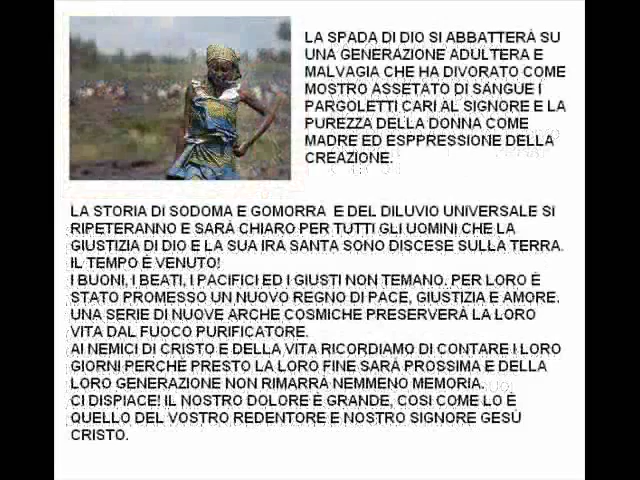 LA SPADA DI DIO SI ABBATTERÀ SU
UNA GENERAZIONE ADULTERA E
MALVAGIA CHE HA DIVORATO COME
MOSTRO ASSETATO DI SANGUE I
PARGOLETTI CARI AL SIGNORE E LA
PUREZZA DELLA DONNA COME
MADRE ED ESPPRESSIONE DELLA
CREAZIONE.
LA STORIA DI SODOMA E GOMORRA E DEL DILUVIO UNIVERSALE SI
RIPETERANNO E SARÀ CHIARO PER TUTTI GLI UOMINI CHE LA
GIUSTIZIA DI DIO E LA SUA IRA SANTA SONO DISCESE SULLA TERRA.
IL TEMPO È VENUTO!
I BUONI, I BEATI, I PACIFICI ED I GIUSTI NON TEMANO. PER LORO È
STATO PROMESSO UN NUOVO REGNO DI PACE, GIUSTIZIA E AMORE.
UNA SERIE DI NUOVE ARCHE COSMICHE PRESERVERÀ LA LORO
VITA DAL FUOCO PURIFICATORE.
AI NEMICI DI CRISTO E DELLA VITA RICORDIAMO DI CONTARE I LORO
GIORNI PERCHÉ PRESTO LA LORO FINE SARÀ PROSSIMA E DELLA
LORO GENERAZIONE NON RIMARRÀ NEMMENO MEMORIA.
CI DISPIACE! IL NOSTRO DOLORE È GRANDE, COSI COME LO È
QUELLO DEL VOSTRO REDENTORE E NOSTRO SIGNORE GESÙ
CRISTO.